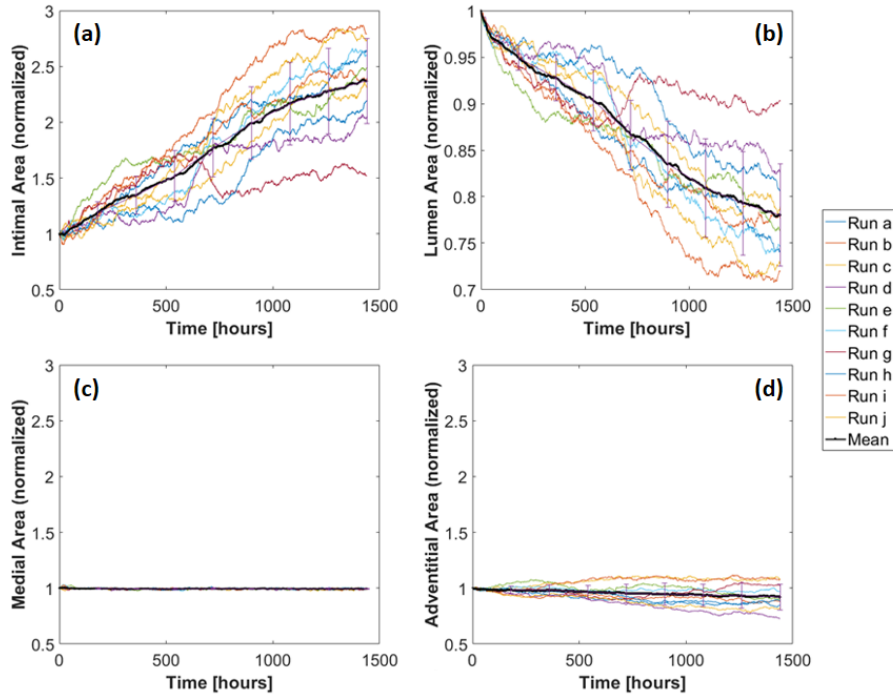 (a)
Intimal Area (normalized)
3
2.5
2
1.5
1
0.5
0
500
1000
1500
Time [hours]
(b)
Lumen Area (normalized)
1
0.95
0.9
0.85
0.8
0.75
0.7
0
500
1000
1500
Time [hours]
Run a
Run b
Run c
Run d
Run e
Run f
Run g
Run h
Run i
Run j
Mean
(c)
Medial Area (normalized)
3
2.5
2
1.5
1
0.5
0
500
1000
1500
Time [hours]
(d)
Adventitial Area (normalized)
3
2.5
2
1.5
1
0.5
0
500
1000
1500
Time [hours]